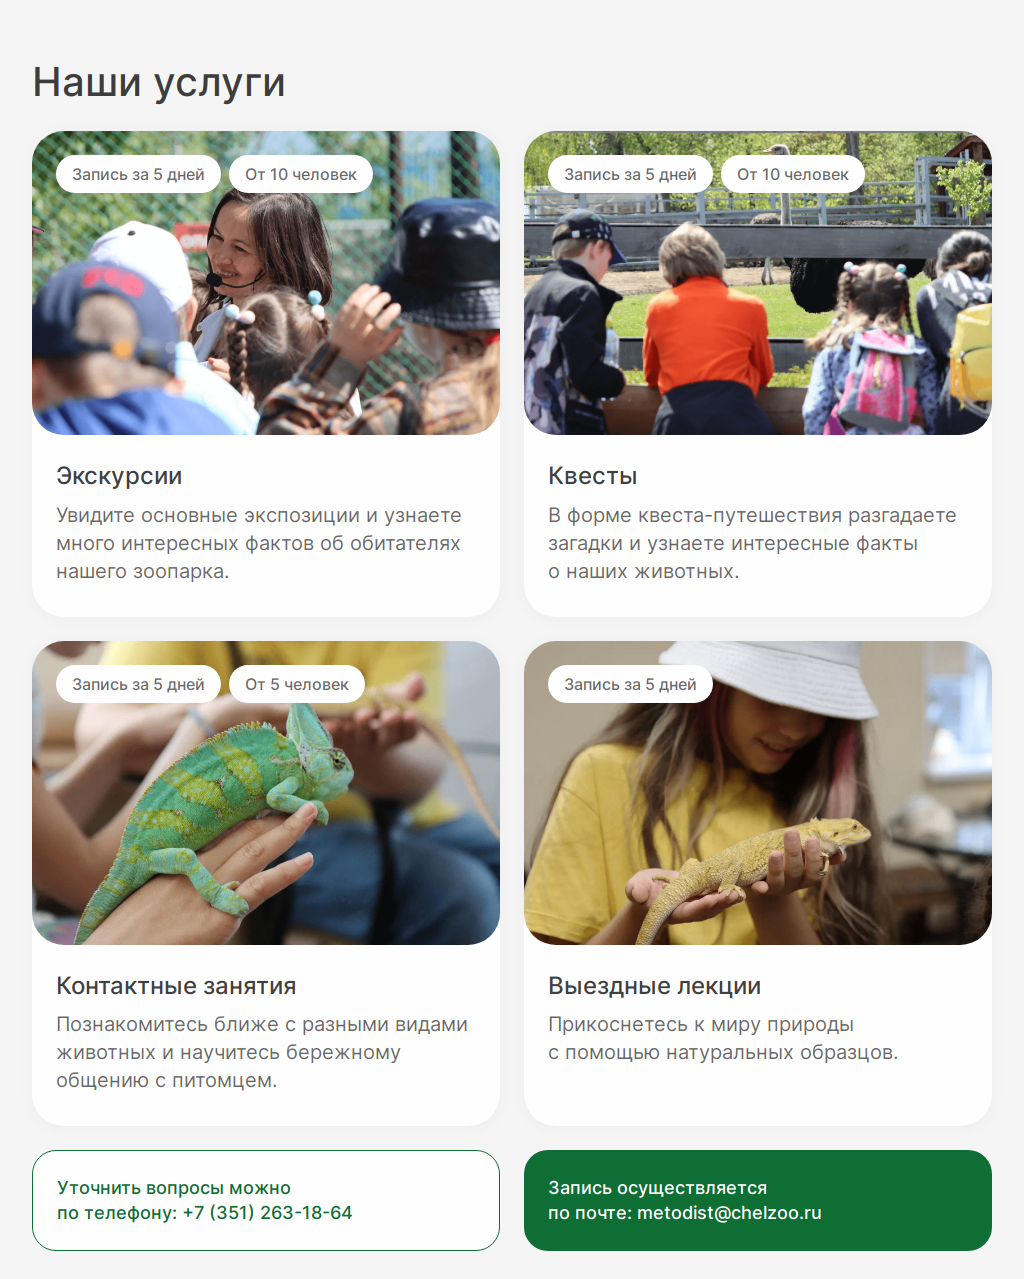 Наши услуги
Запись за 5 дней
От 10 человек
Запись за 5 дней
От 10 человек
Экскурсии
Увидите основные экспозиции и узнаете
много интересных фактов об обитателях
нашего зоопарка.
Квесты
В форме квеста-путешествия разгадаете
загадки и узнаете интересные факты
о наших животных.
Запись за 5 дней
От 5 человек
Запись за 5 дней
Контактные занятия
Познакомитесь ближе с разными видами
животных и научитесь бережному
общению с питомцем.
Выездные лекции
Прикоснетесь к миру природы
с помощью натуральных образцов.
Уточнить вопросы можно
по телефону: +7 (351) 263-18-64
Запись осуществляется
по почте: metodist@chelzoo.ru